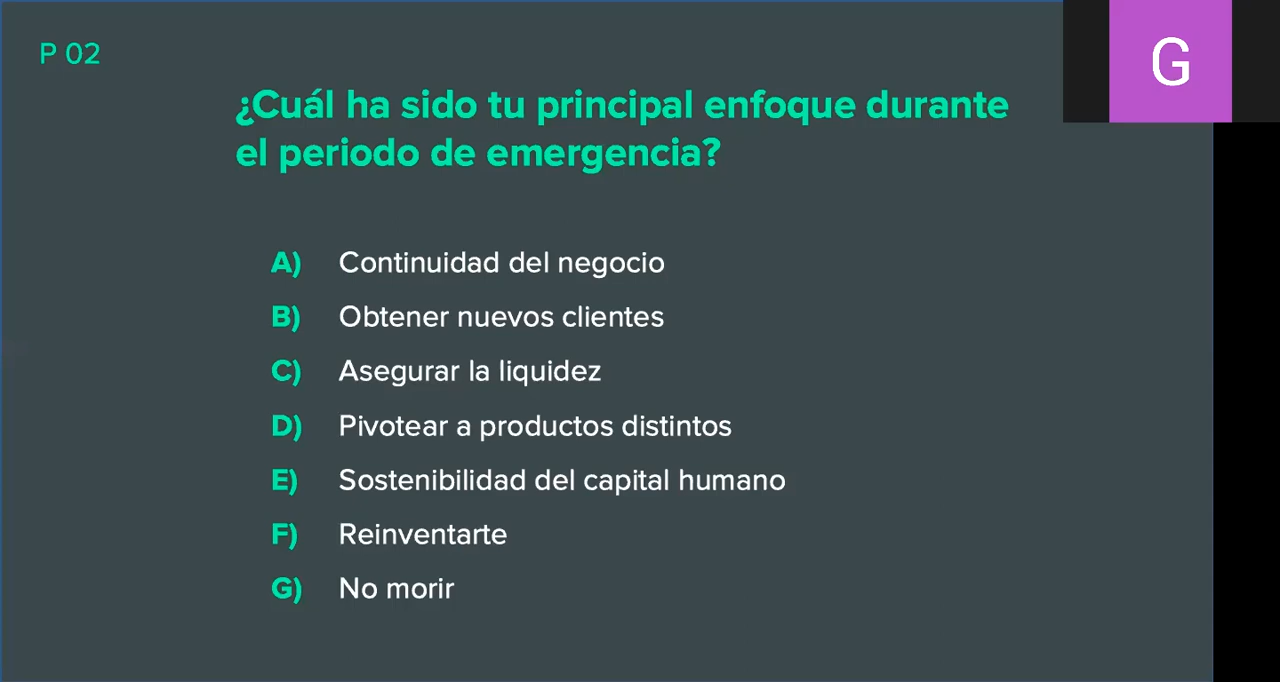 P 02
G
¿Cuál ha sido tu principal enfoque durante
el periodo de emergencia?
A) Continuidad del negocio
B) Obtener nuevos clientes
C) Asegurar la liquidez
D) Pivotear a productos distintos
E) Sostenibilidad del capital humano
F) Reinventarte
G) No morir